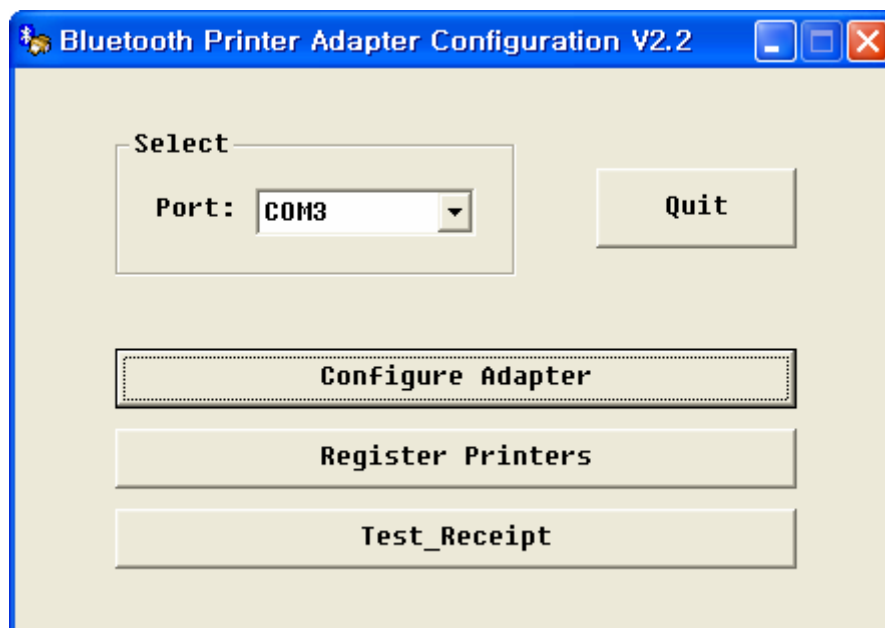 Bluetooth Printer Adapter Configuration V2.2
Select
Port: COM3
Quit
Configure Adapter
Register Printers
Test_Receipt